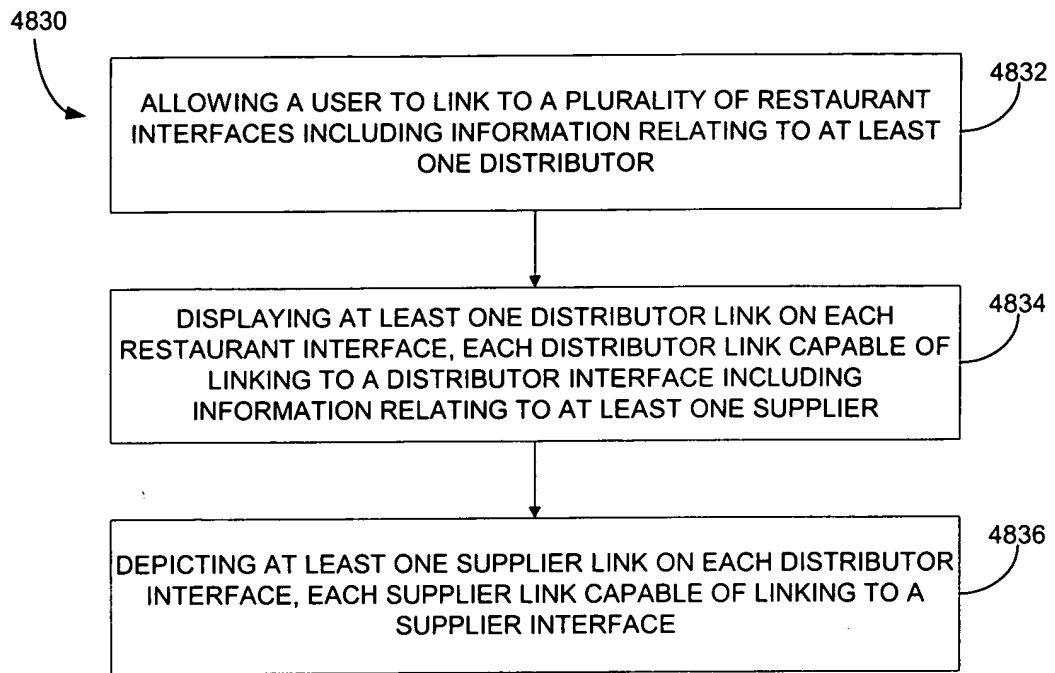 4830
4832
ALLOWING A USER TO LINK TO A PLURALITY OF RESTAURANT
INTERFACES INCLUDING INFORMATION RELATING TO AT LEAST
ONE DISTRIBUTOR
4834
DISPLAYING AT LEAST ONE DISTRIBUTOR LINK ON EACH
RESTAURANT INTERFACE, EACH DISTRIBUTOR LINK CAPABLE OF
LINKING TO A DISTRIBUTOR INTERFACE INCLUDING
INFORMATION RELATING TO AT LEAST ONE SUPPLIER
4836
DEPICTING AT LEAST ONE SUPPLIER LINK ON EACH DISTRIBUTOR
INTERFACE, EACH SUPPLIER LINK CAPABLE OF LINKING TO A
SUPPLIER INTERFACE